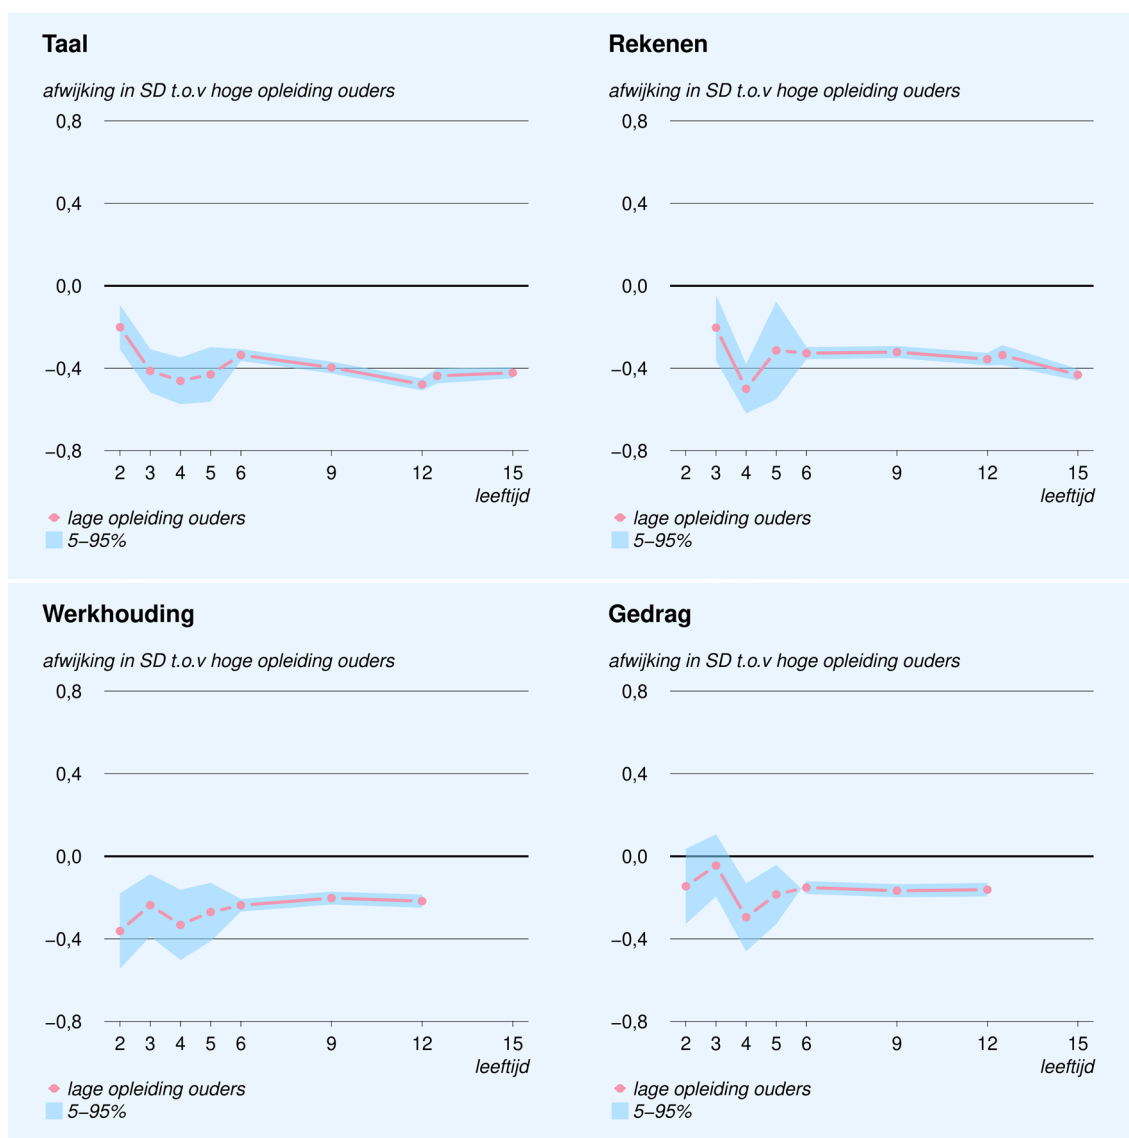 Taal
afwijking in SD t.o.v hoge opleiding ouders
0,8
0,4
0,0
−0,4
−0,8
2 3 4 5 6 9 12 15
leeftijd
lage opleiding ouders
5−95%
Rekenen
afwijking in SD t.o.v hoge opleiding ouders
0,8
0,4
0,0
−0,4
−0,8
2 3 4 5 6 9 12 15
leeftijd
lage opleiding ouders
5−95%
Werkhouding
afwijking in SD t.o.v hoge opleiding ouders
0,8
0,4
0,0
−0,4
−0,8
2 3 4 5 6 9 12 15
leeftijd
lage opleiding ouders
5−95%
Gedrag
afwijking in SD t.o.v hoge opleiding ouders
0,8
0,4
0,0
−0,4
−0,8
2 3 4 5 6 9 12 15
leeftijd
lage opleiding ouders
5−95%